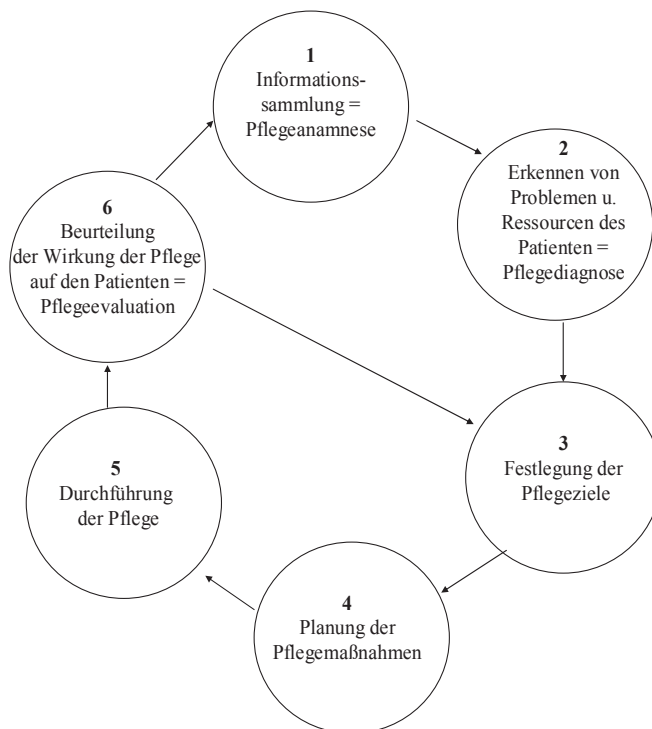 1
Informations-
sammlung =
Pflegeanamnese
2
Erkennen von
Problemen u.
Ressourcen des
Patienten =
Pflegediagnose
3
Festlegung der
Pflegeziele
4
Planung der
Pflegemaßnahmen
5
Durchführung
der Pflege
6
Beurteilung
der Wirkung der Pflege
auf den Patienten =
Pflegeevaluation